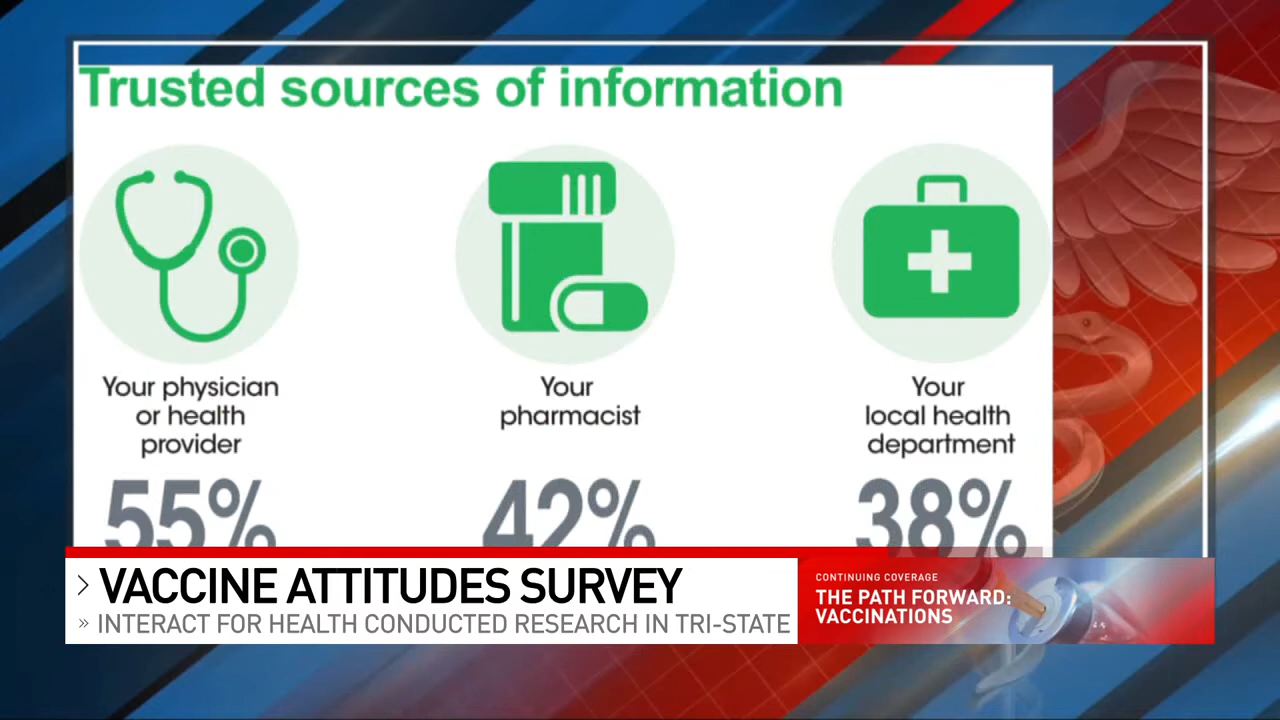 Trusted sources of information
Your physician
or health
provider
55%
Your
pharmacist
42%
Your
local health
department
38%
VACCINE ATTITUDES SURVEY
» INTERACT FOR HEALTH CONDUCTED RESEARCH IN TRI-STATE
CONTINUING COVERAGE
THE PATH FORWARD:
VACCINATIONS